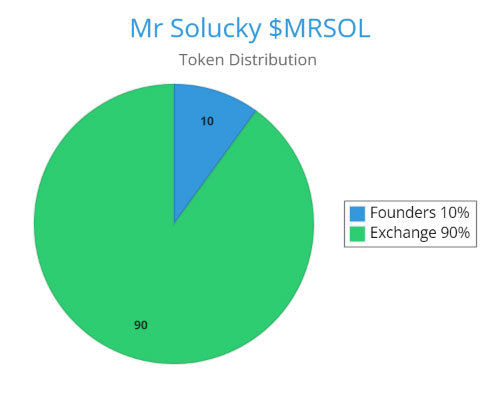 Mr Solucky $MRSOL
Token Distribution
10
Founders 10%
Exchange 90%
90